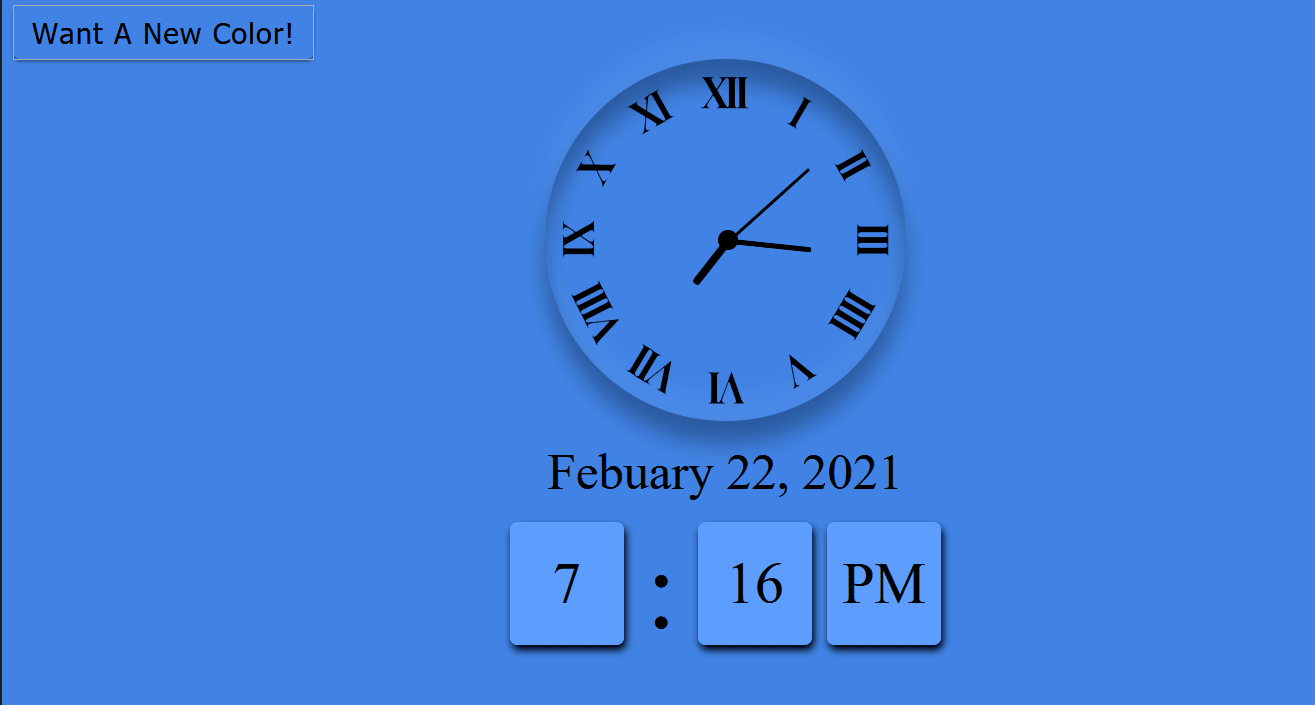 Want A New Color!
XII
I
II
III
IIII
V
VI
VII
VIII
IX
X
XI
Febuary 22, 2021
7 : 16 PM